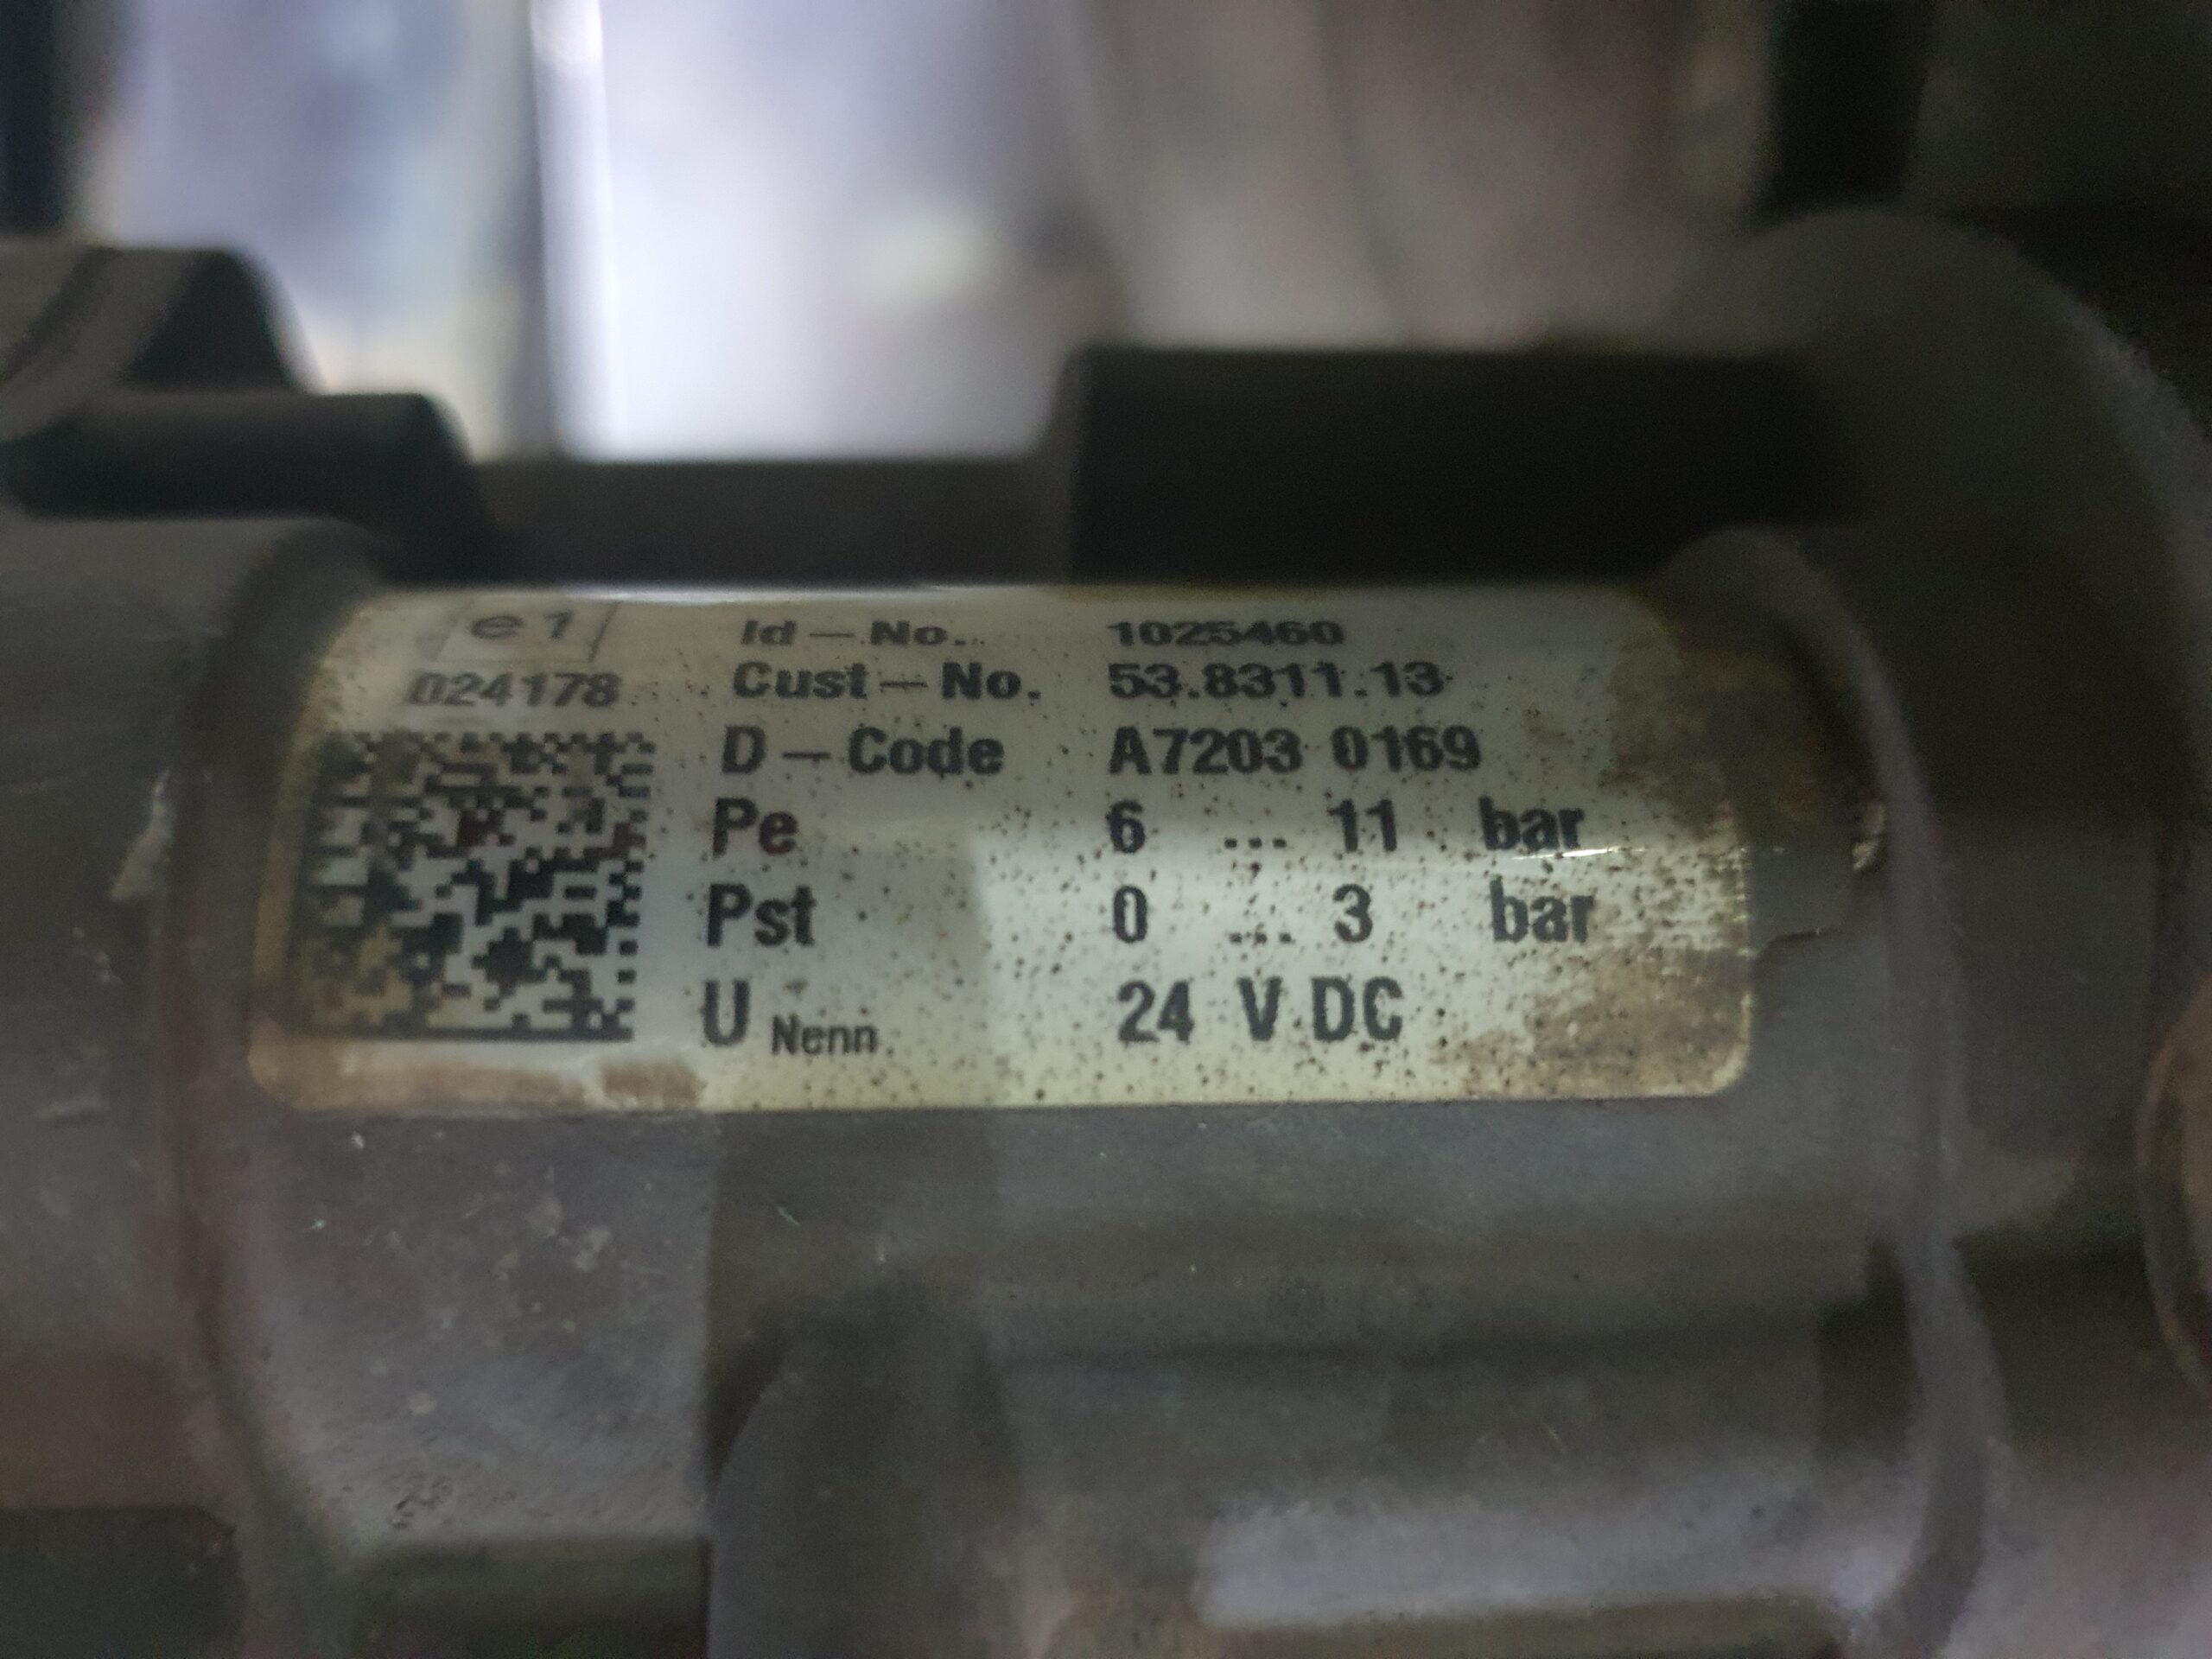 e1
024178
Id-No. 1025460
Cust-No. 53.8311.13
D-Code A7203 0169
Pe 6 ... 11 bar
Pst 0 ... 3 bar
U Nenn 24 V DC